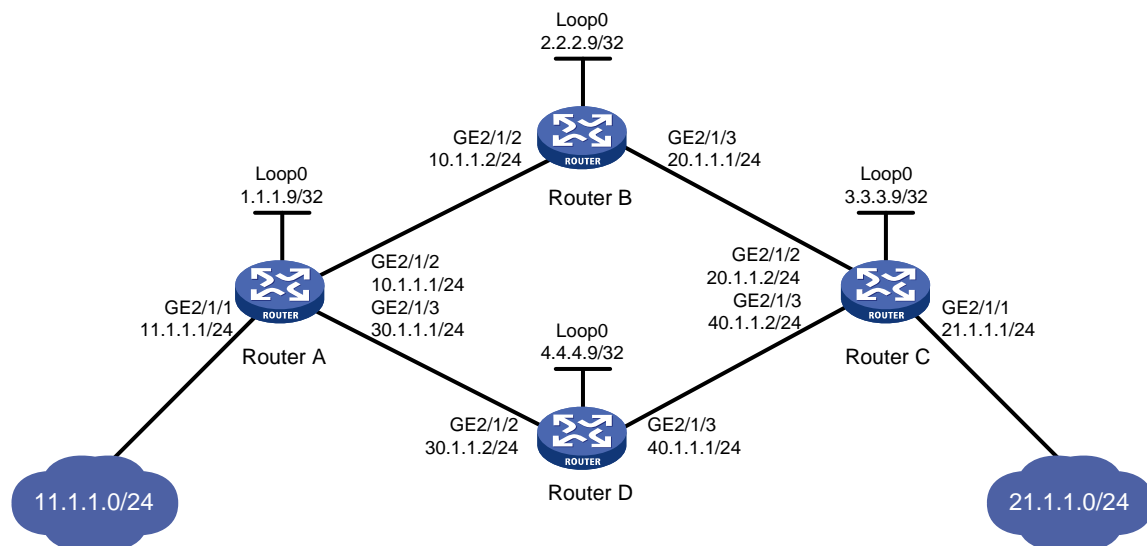 Loop0
2.2.2.9/32
GE2/1/2
10.1.1.2/24
ROUTER
GE2/1/3
20.1.1.1/24
Router B
Loop0
1.1.1.9/32
Loop0
3.3.3.9/32
GE2/1/1
11.1.1.1/24
ROUTER
GE2/1/2
10.1.1.1/24
GE2/1/3
30.1.1.1/24
Router A
GE2/1/2
20.1.1.2/24
GE2/1/3
40.1.1.2/24
ROUTER
GE2/1/1
21.1.1.1/24
Router C
Loop0
4.4.4.9/32
GE2/1/2
30.1.1.2/24
ROUTER
GE2/1/3
40.1.1.1/24
Router D
11.1.1.0/24
21.1.1.0/24